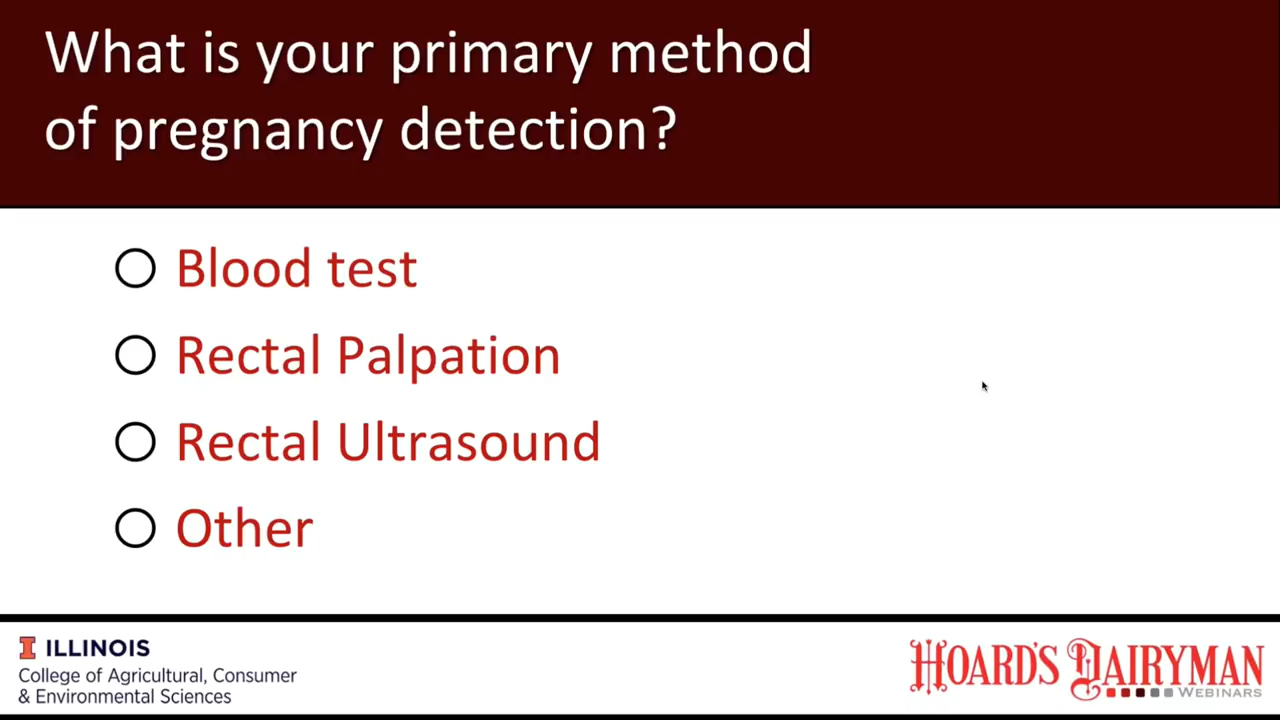 What is your primary method
of pregnancy detection?
Blood test
Rectal Palpation
Rectal Ultrasound
Other
I ILLINOIS
College of Agricultural, Consumer
& Environmental Sciences
HOARD'S DAIRYMAN
WEBINARS